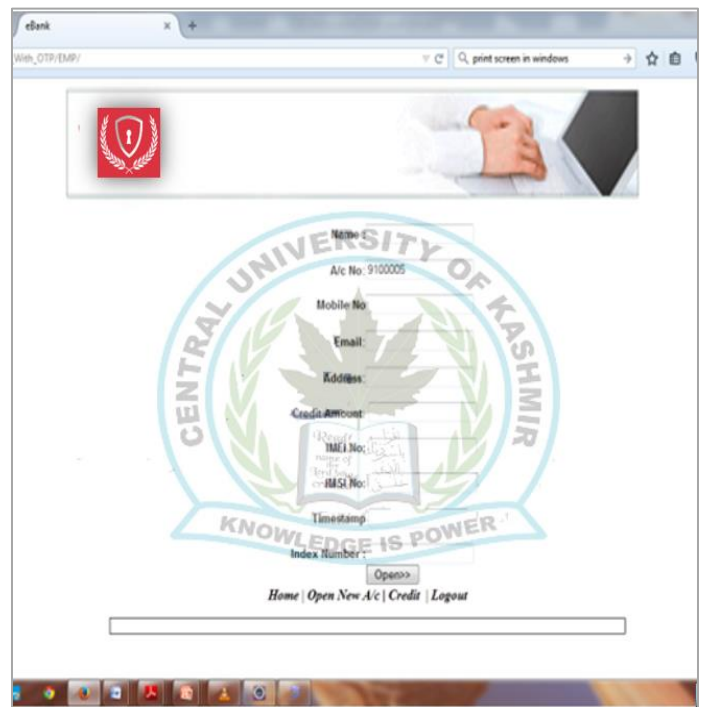 eBank × +
With_OTP/EMP/ print screen in windows
Name :
A/c No: 9100005
Mobile No
Email:
Address:
Credit Amount:
IMEI No:
IMSI No:
Timestamp
Index Number :
Open>>
Home | Open New A/c | Credit | Logout
CENTRAL UNIVERSITY OF KASHMIR
KNOWLEDGE IS POWER